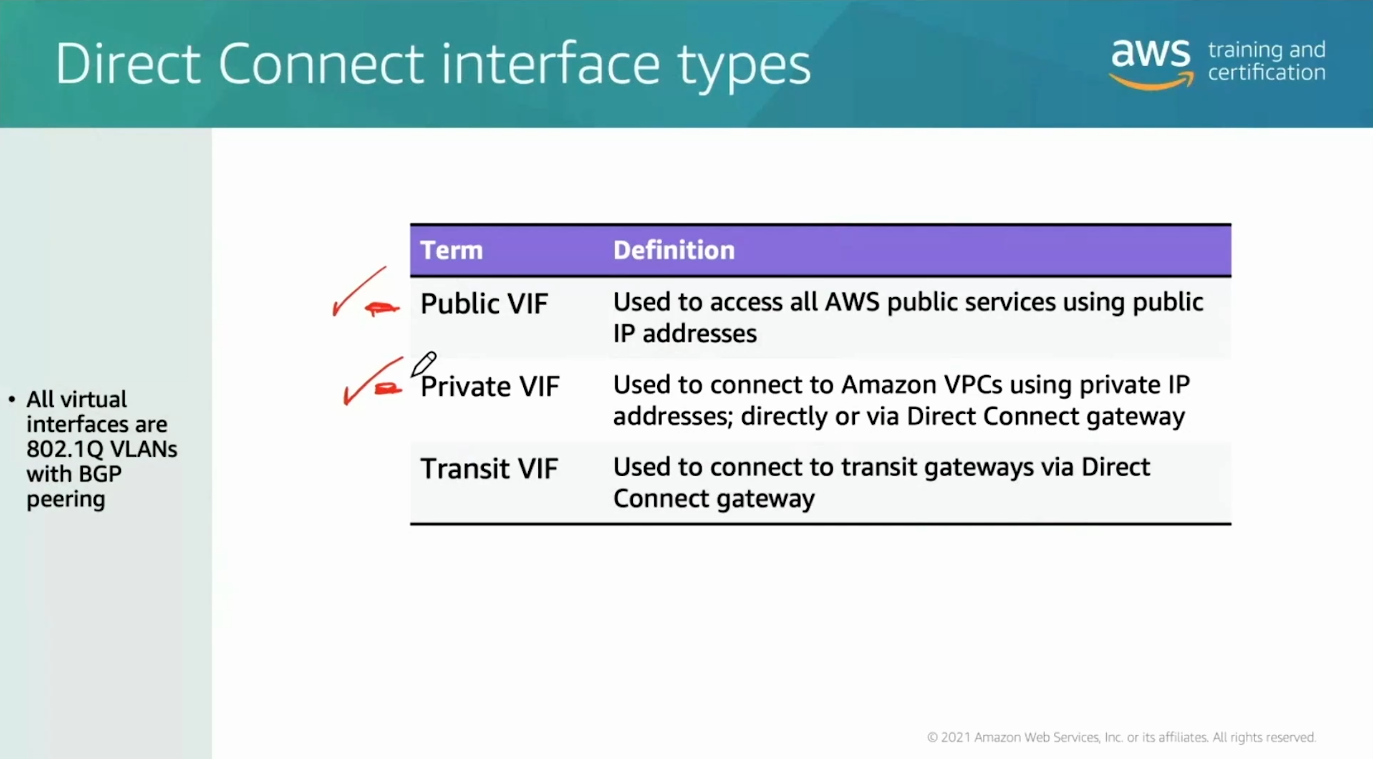 Direct Connect interface types
aws training and
certification
• All virtual
interfaces are
802.1Q VLANs
with BGP
peering
Term Definition
Public VIF Used to access all AWS public services using public
IP addresses
Private VIF Used to connect to Amazon VPCs using private IP
addresses; directly or via Direct Connect gateway
Transit VIF Used to connect to transit gateways via Direct
Connect gateway
© 2021 Amazon Web Services, Inc. or its affiliates. All rights reserved.